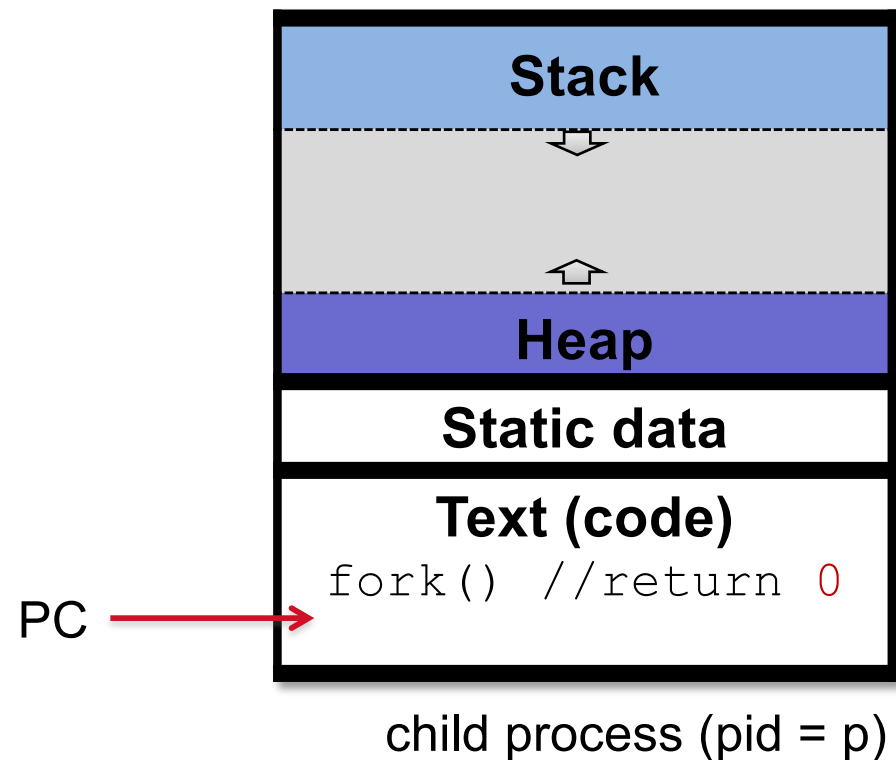 Stack
Heap
Static data
Text (code)
fork() //return 0
PC
child process (pid = p)